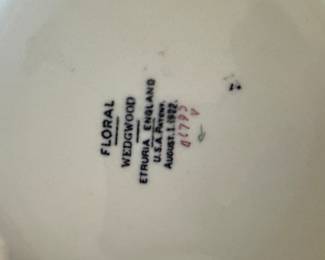 FLORAL
WEDGWOOD
ETRURIA ENGLAND
U.S.A. PATENT.
AUGUST. 1. 1922.